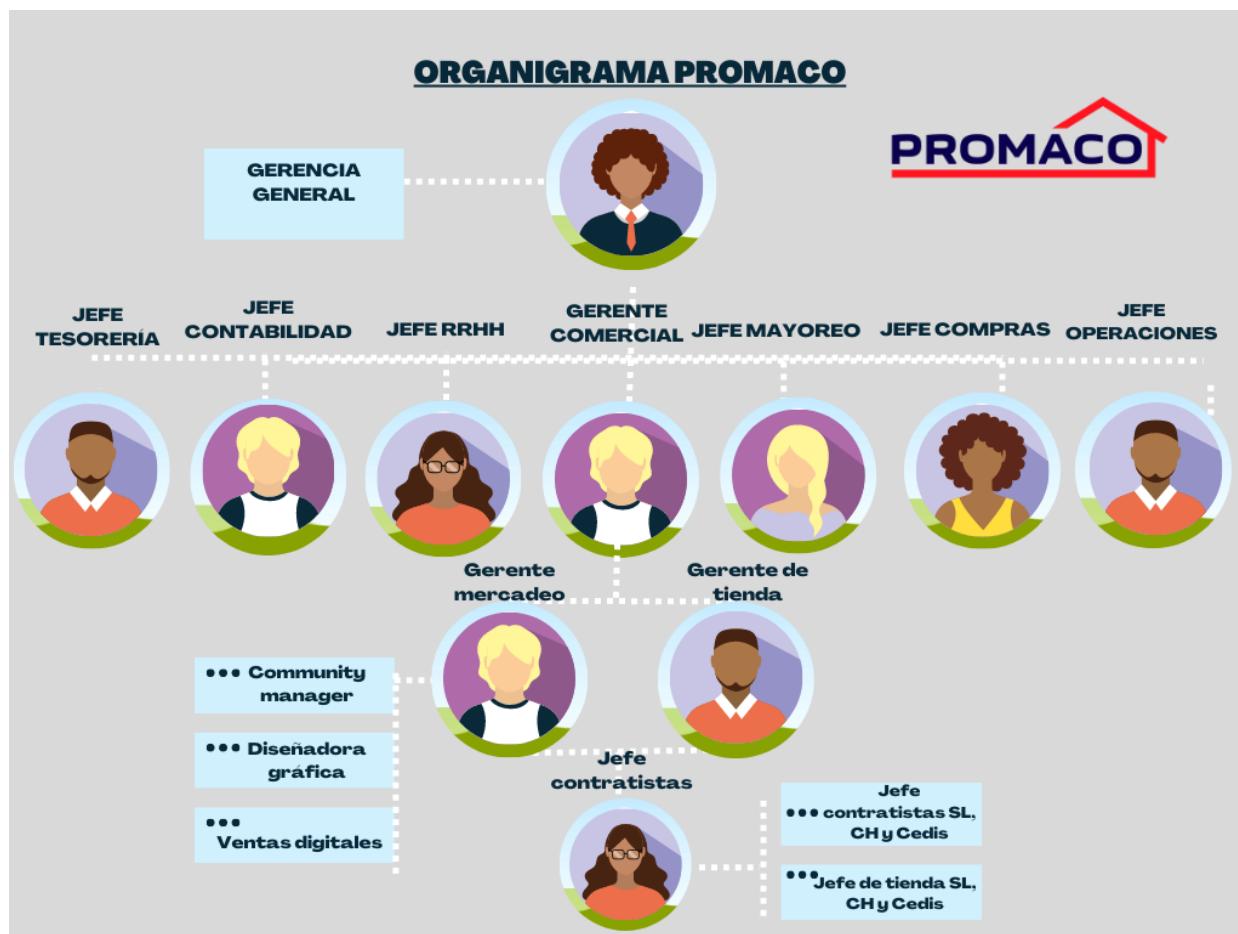 ORGANIGRAMA PROMACO
PROMACO
GERENCIA
GENERAL
JEFE
TESORERÍA
JEFE
CONTABILIDAD
JEFE RRHH
GERENTE
COMERCIAL
JEFE MAYOREO
JEFE COMPRAS
JEFE
OPERACIONES
Gerente
mercadeo
Gerente de
tienda
••• Community
manager
••• Diseñadora
gráfica
•••
Ventas digitales
Jefe
contratistas
Jefe
••• contratistas SL,
CH y Cedis
•••Jefe de tienda SL,
CH y Cedis